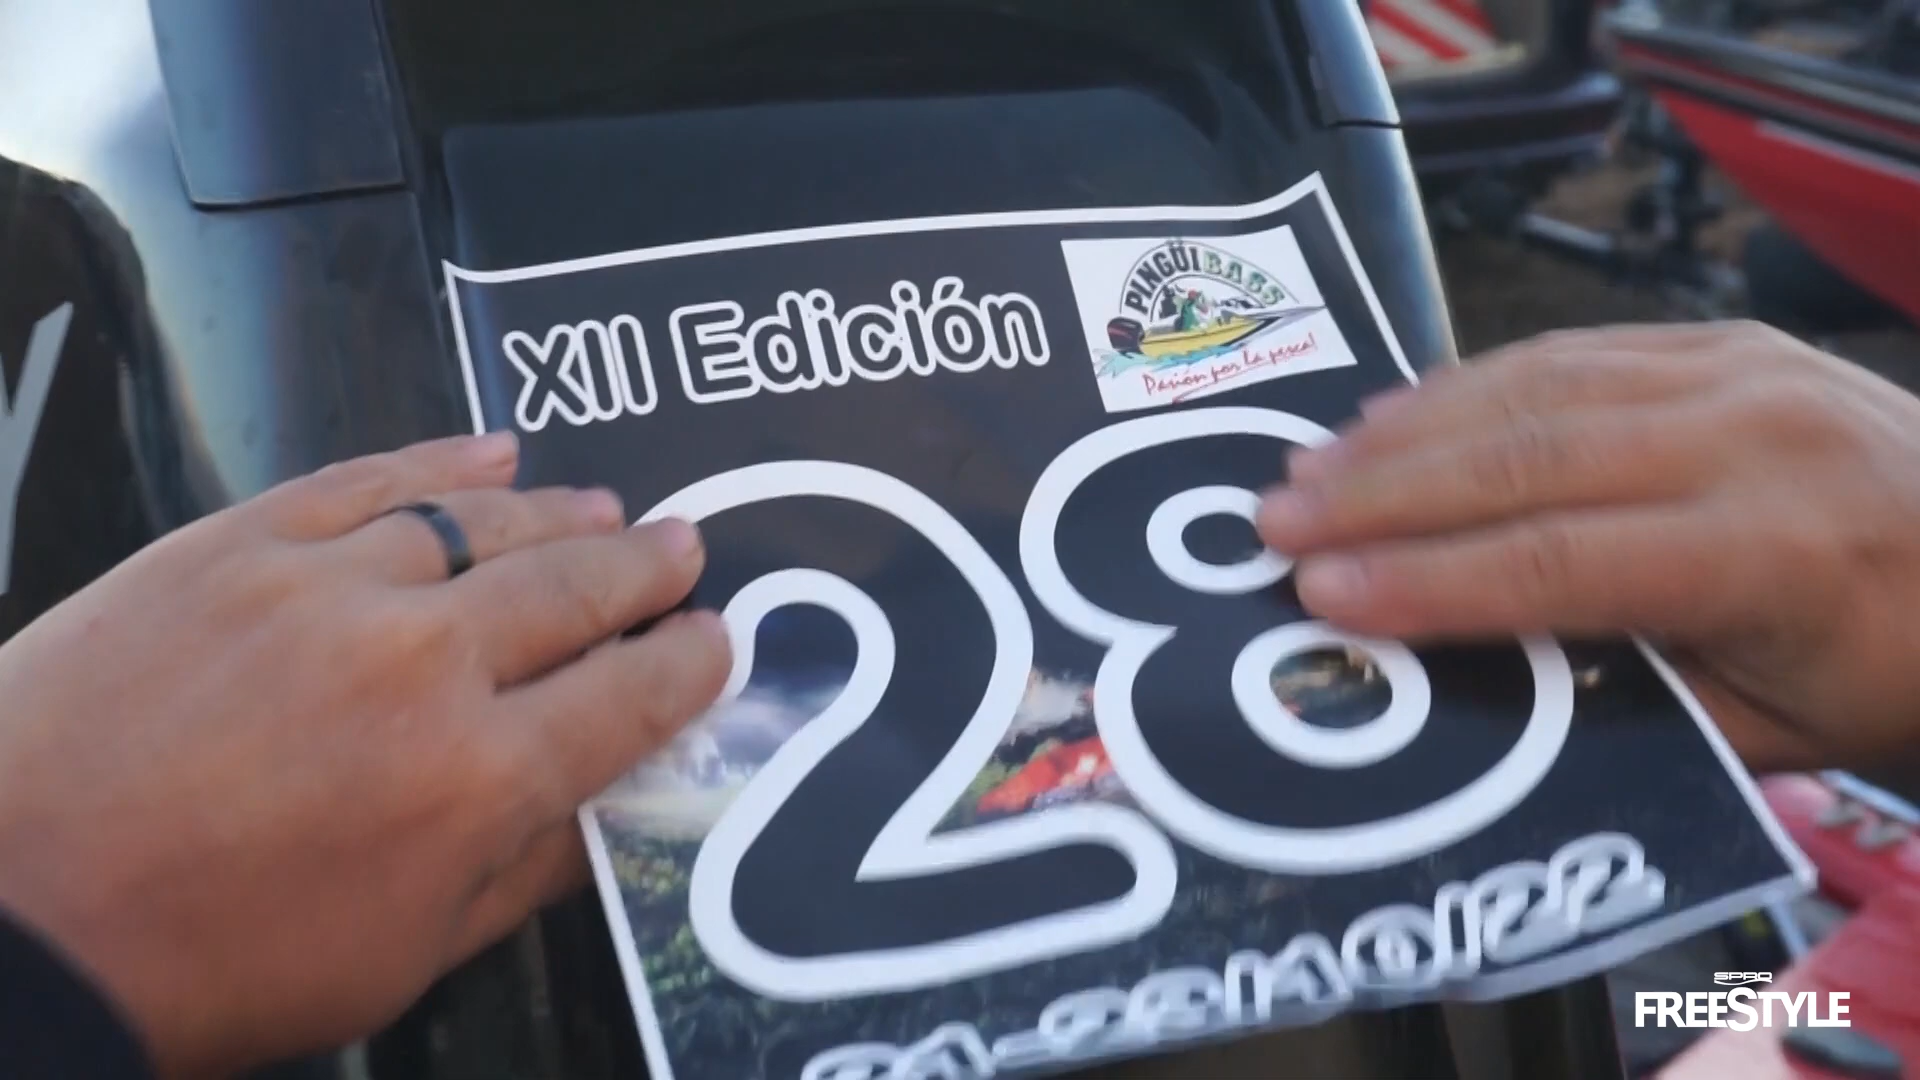 XII Edición
PINGÜIBASS
Pasión por la pesca!
28
SPRO
FREESTYLE